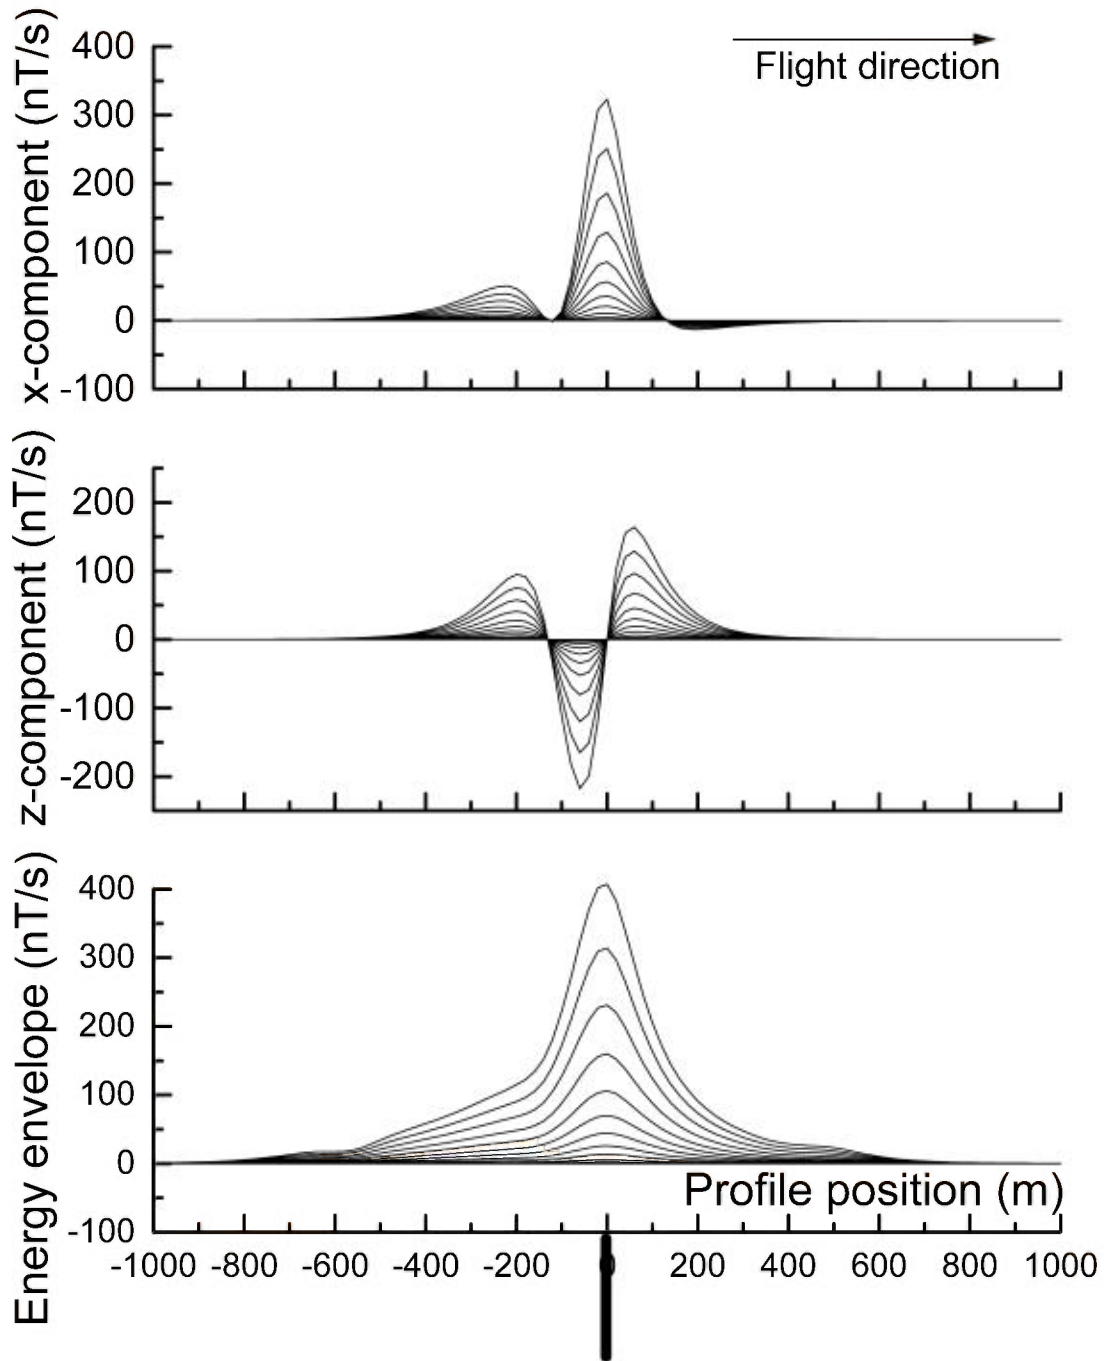 x-component (nT/s)
400
300
200
100
0
-100
Flight direction
z-component (nT/s)
200
100
0
-100
-200
Energy envelope (nT/s)
400
300
200
100
0
-100
Profile position (m)
-1000 -800 -600 -400 -200 0 200 400 600 800 1000